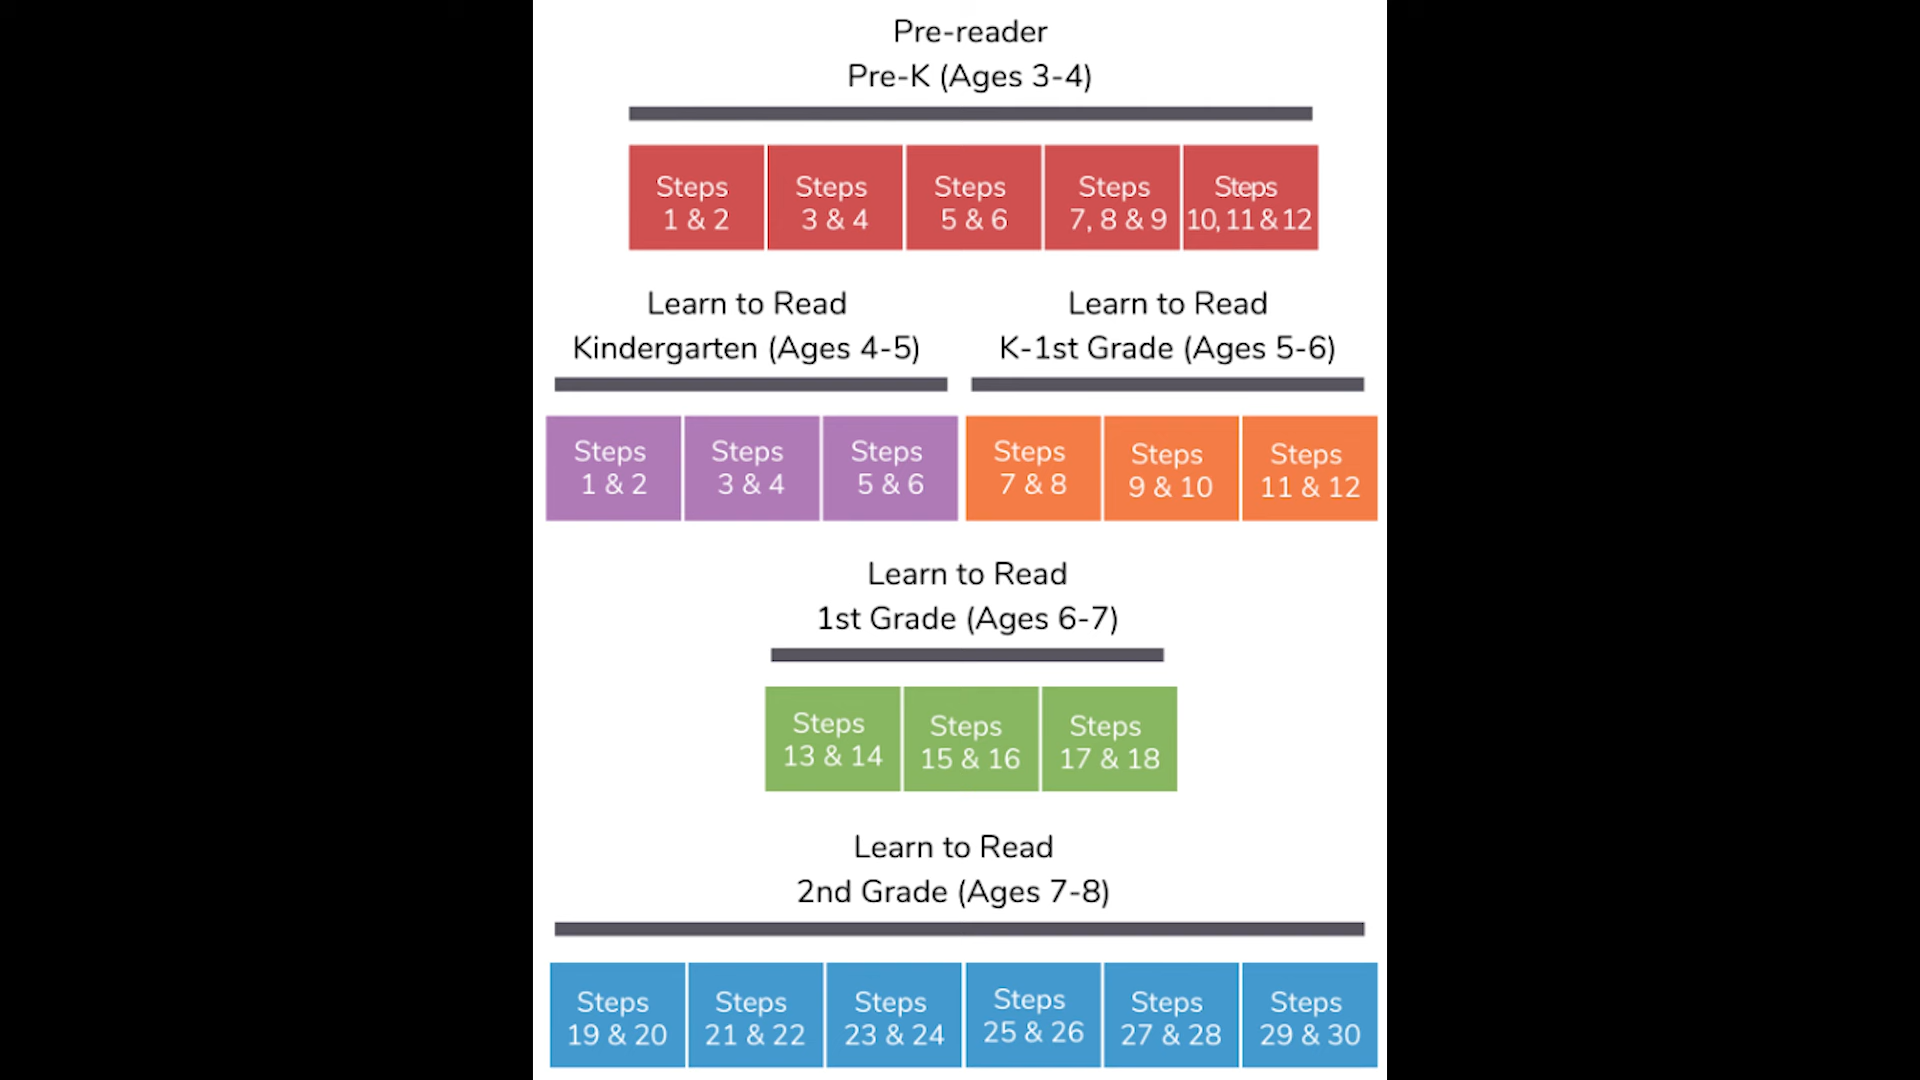 Pre-reader
Pre-K (Ages 3-4)
Steps
1 & 2
Steps
3 & 4
Steps
5 & 6
Steps
7, 8 & 9
Steps
10, 11 & 12
Learn to Read
Kindergarten (Ages 4-5)
Steps
1 & 2
Steps
3 & 4
Steps
5 & 6
Learn to Read
K-1st Grade (Ages 5-6)
Steps
7 & 8
Steps
9 & 10
Steps
11 & 12
Learn to Read
1st Grade (Ages 6-7)
Steps
13 & 14
Steps
15 & 16
Steps
17 & 18
Learn to Read
2nd Grade (Ages 7-8)
Steps
19 & 20
Steps
21 & 22
Steps
23 & 24
Steps
25 & 26
Steps
27 & 28
Steps
29 & 30